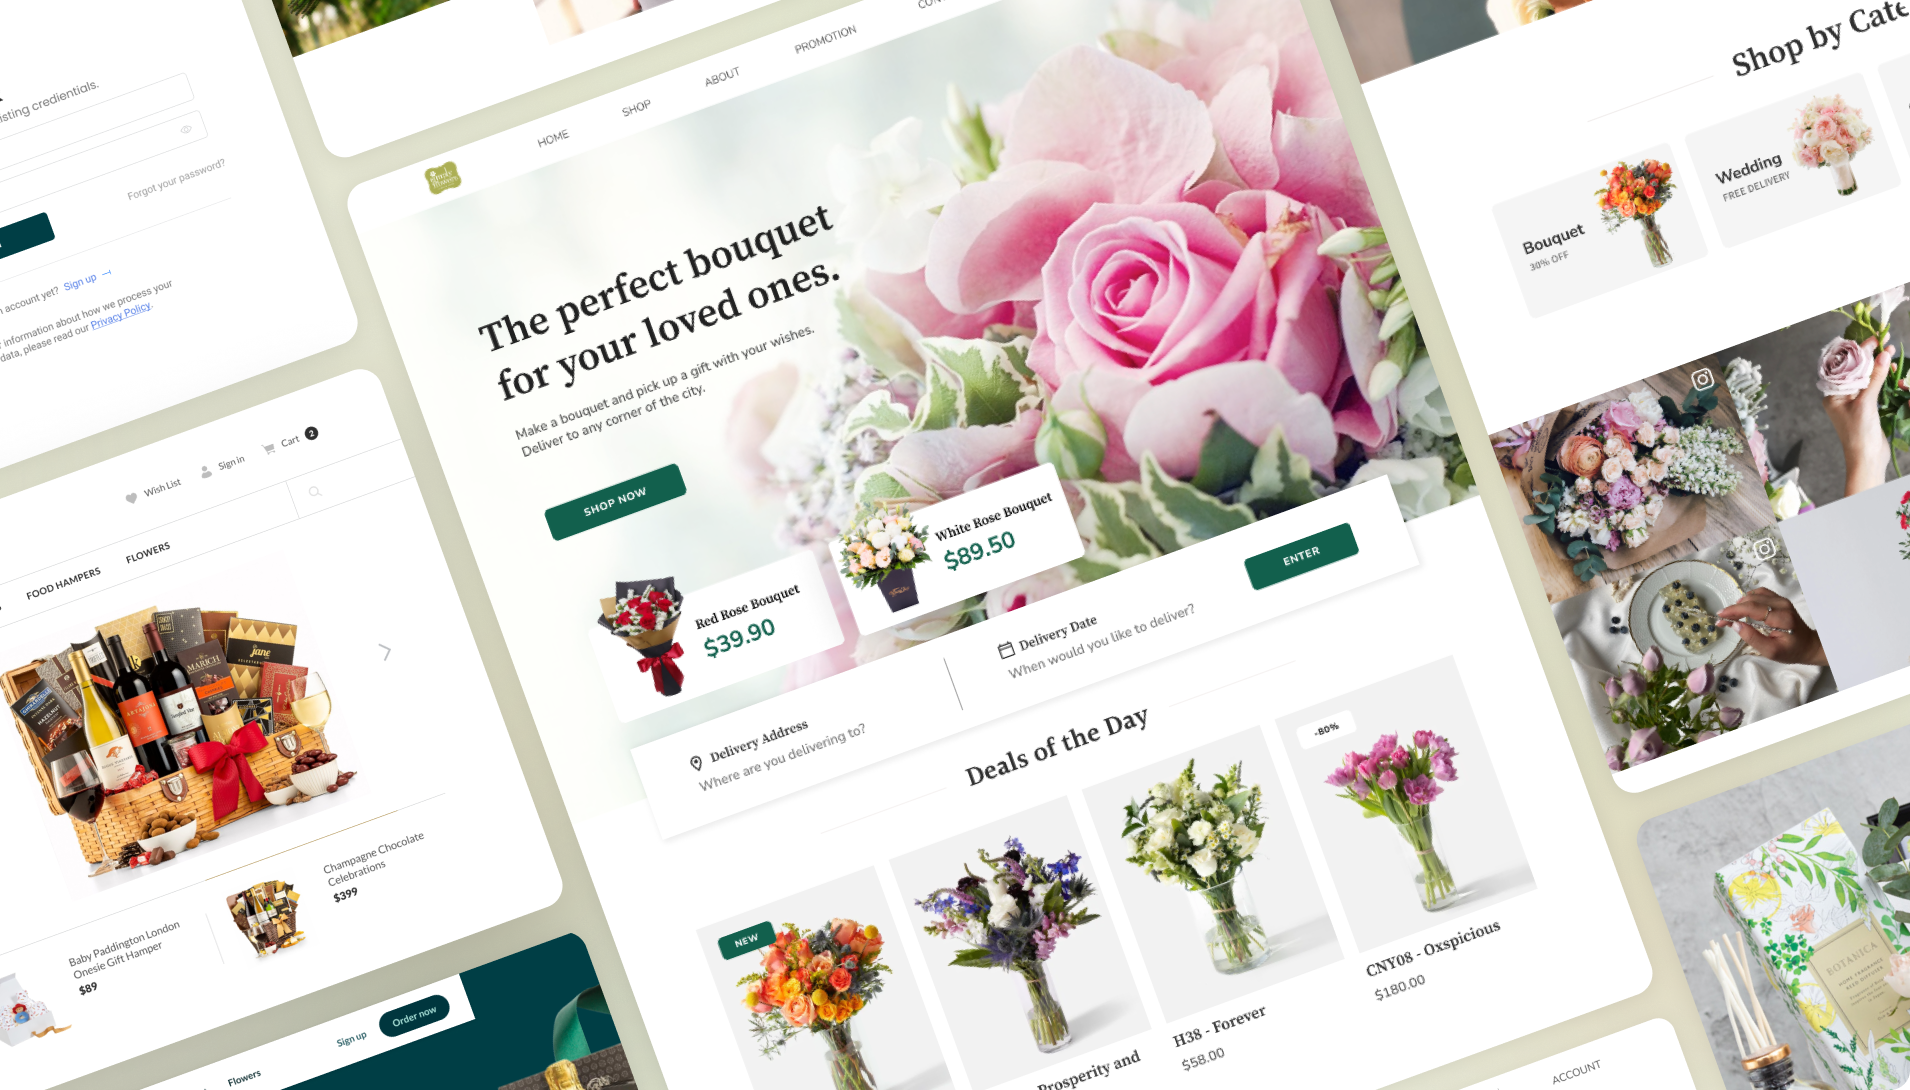 isting credientials.
Forgot your password?
account yet? Sign up
information about how we process your
data, please read our Privacy Policy.
Wish List
Sign in
Cart 2
FOOD HAMPERS
FLOWERS
Baby Paddington London
Onesie Gift Hamper
$89
Champagne Chocolate
Celebrations
$399
Sign up
Order now
Flowers
HOME
SHOP
ABOUT
PROMOTION
The perfect bouquet
for your loved ones.
Make a bouquet and pick up a gift with your wishes.
Deliver to any corner of the city.
SHOP NOW
Red Rose Bouquet
$39.90
White Rose Bouquet
$89.50
Delivery Address
Where are you delivering to?
Delivery Date
When would you like to deliver?
ENTER
Deals of the Day
NEW
-80%
Prosperity and
H38 - Forever
$58.00
CNY08 - Oxspicious
$180.00
Shop by Cate
Bouquet
30% OFF
Wedding
FREE DELIVERY
BOTANICA
ACCOUNT
MARICH
jane